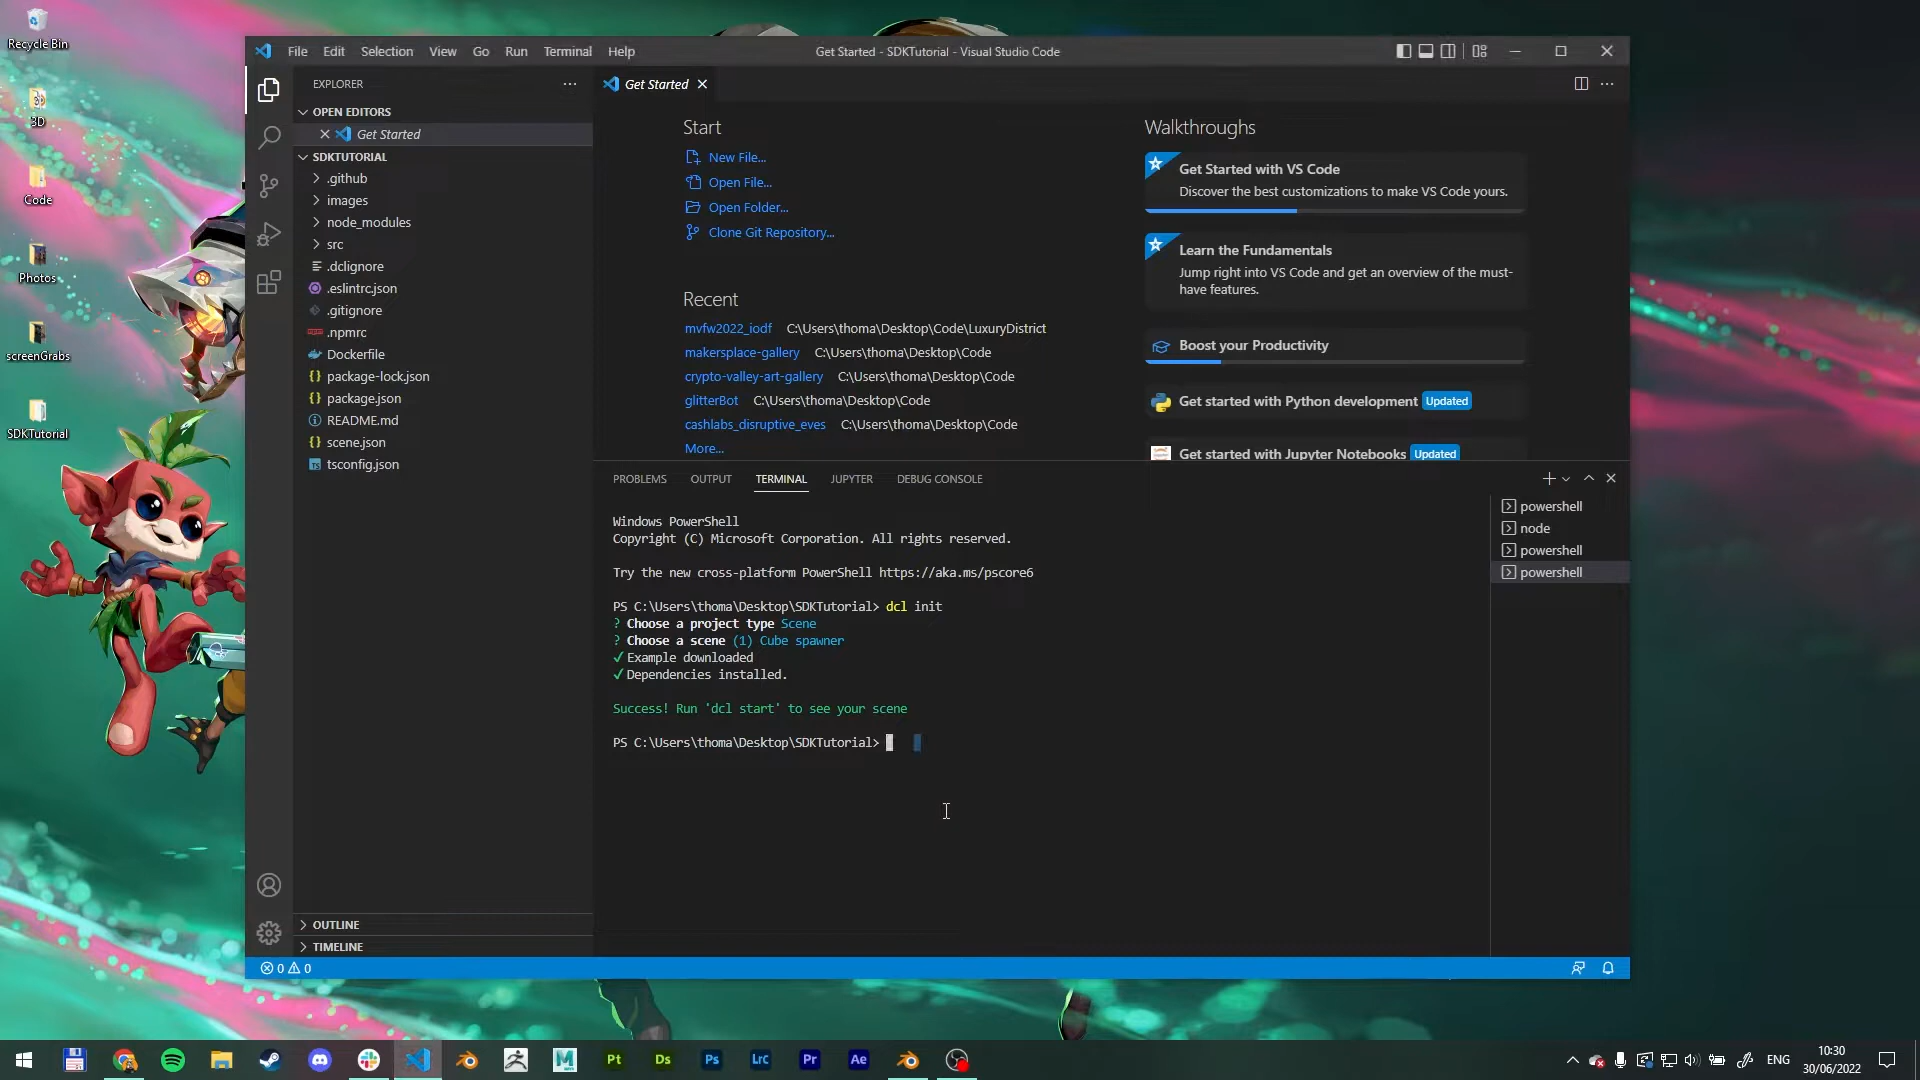 Recycle Bin
3D
Code
Photos
screenGrabs
SDKTutorial
File Edit Selection View Go Run Terminal Help
Get Started - SDKTutorial - Visual Studio Code
EXPLORER
OPEN EDITORS
Get Started
SDKTUTORIAL
.github
images
node_modules
src
.dclignore
.eslintrc.json
.gitignore
.npmrc
Dockerfile
package-lock.json
package.json
README.md
scene.json
tsconfig.json
OUTLINE
TIMELINE
Get Started
Start
New File...
Open File...
Open Folder...
Clone Git Repository...
Recent
mvfw2022_iodf C:\Users\thoma\Desktop\Code\LuxuryDistrict
makersplace-gallery C:\Users\thoma\Desktop\Code
crypto-valley-art-gallery C:\Users\thoma\Desktop\Code
glitterBot C:\Users\thoma\Desktop\Code
cashlabs_disruptive_eves C:\Users\thoma\Desktop\Code
More...
Walkthroughs
Get Started with VS Code
Discover the best customizations to make VS Code yours.
Learn the Fundamentals
Jump right into VS Code and get an overview of the must-
have features.
Boost your Productivity
Get started with Python development Updated
Get started with Jupyter Notebooks Updated
PROBLEMS OUTPUT TERMINAL JUPYTER DEBUG CONSOLE
Windows PowerShell
Copyright (C) Microsoft Corporation. All rights reserved.
Try the new cross-platform PowerShell https://aka.ms/pscore6
PS C:\Users\thoma\Desktop\SDKTutorial> dcl init
? Choose a project type Scene
? Choose a scene (1) Cube spawner
✓ Example downloaded
✓ Dependencies installed.
Success! Run 'dcl start' to see your scene
PS C:\Users\thoma\Desktop\SDKTutorial>
powershell
node
powershell
powershell
0 0
Pt Ds Ps LrC Pr Ae
ENG
10:30
30/06/2022